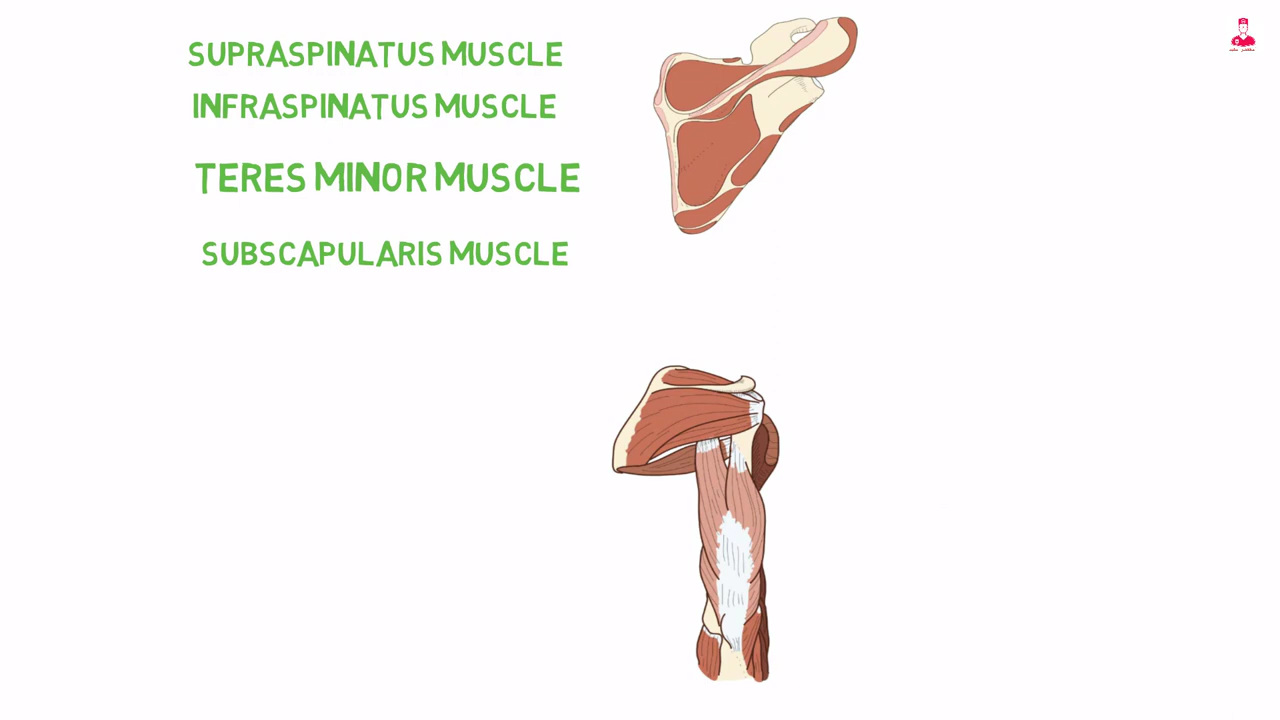 SUPRASPINATUS MUSCLE
INFRASPINATUS MUSCLE
TERES MINOR MUSCLE
SUBSCAPULARIS MUSCLE